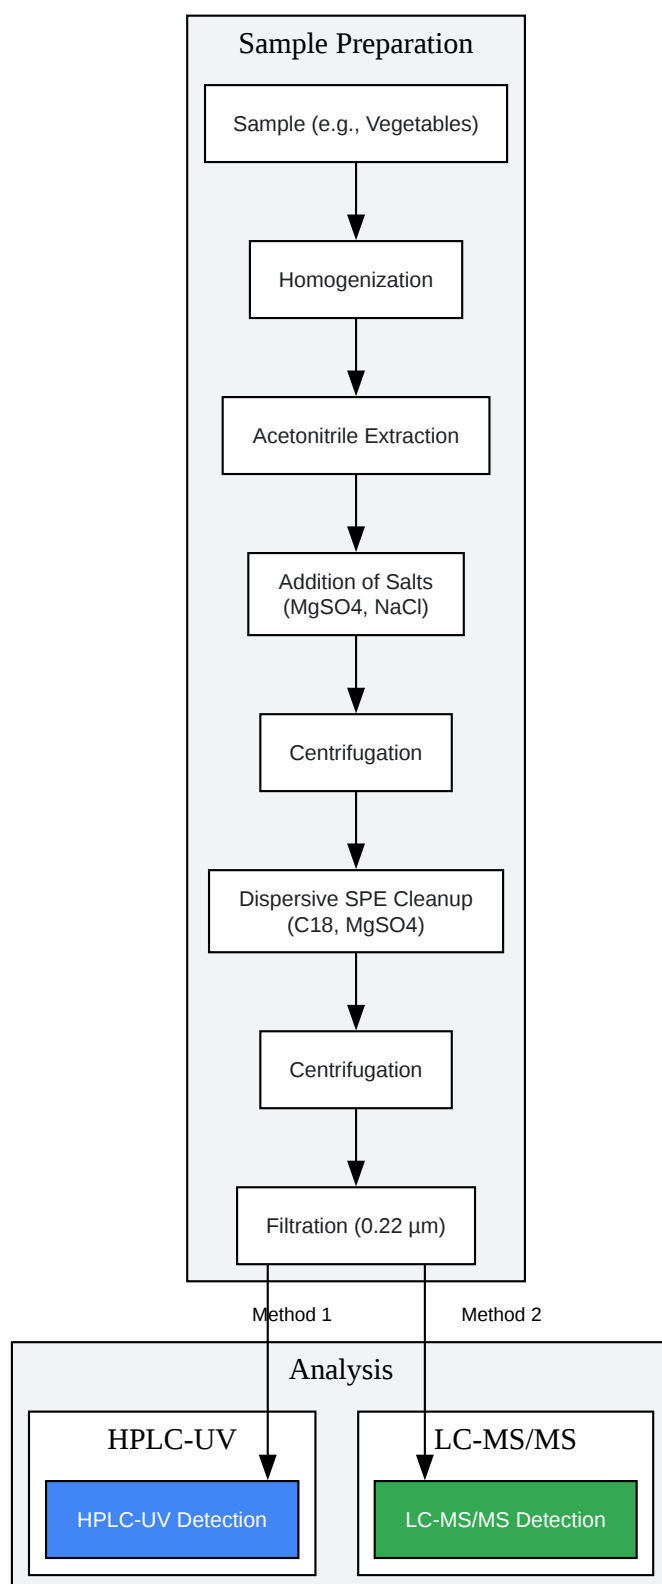 Sample Preparation
Sample (e.g., Vegetables)
Homogenization
Acetonitrile Extraction
Addition of Salts
(MgSO4, NaCl)
Centrifugation
Dispersive SPE Cleanup
(C18, MgSO4)
Centrifugation
Filtration (0.22 µm)
Method 1
Method 2
Analysis
HPLC-UV
LC-MS/MS
HPLC-UV Detection
LC-MS/MS Detection